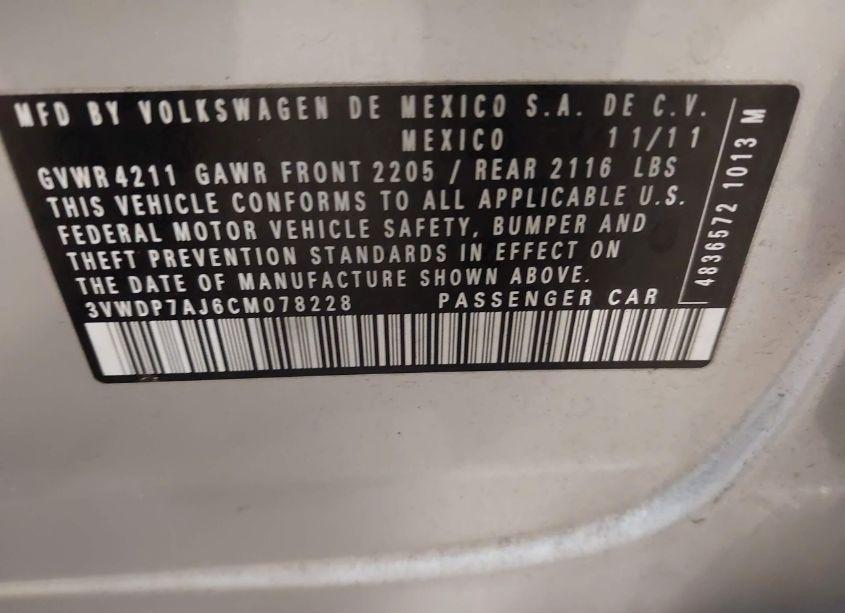 MFD BY VOLKSWAGEN DE MEXICO S.A. DE C.V.
MEXICO 11/11
GVWR 4211 GAWR FRONT 2205 / REAR 2116 LBS
THIS VEHICLE CONFORMS TO ALL APPLICABLE U.S.
FEDERAL MOTOR VEHICLE SAFETY, BUMPER AND
THEFT PREVENTION STANDARDS IN EFFECT ON
THE DATE OF MANUFACTURE SHOWN ABOVE.
3VWDP7AJ6CM078228 PASSENGER CAR
4836572 1013 M